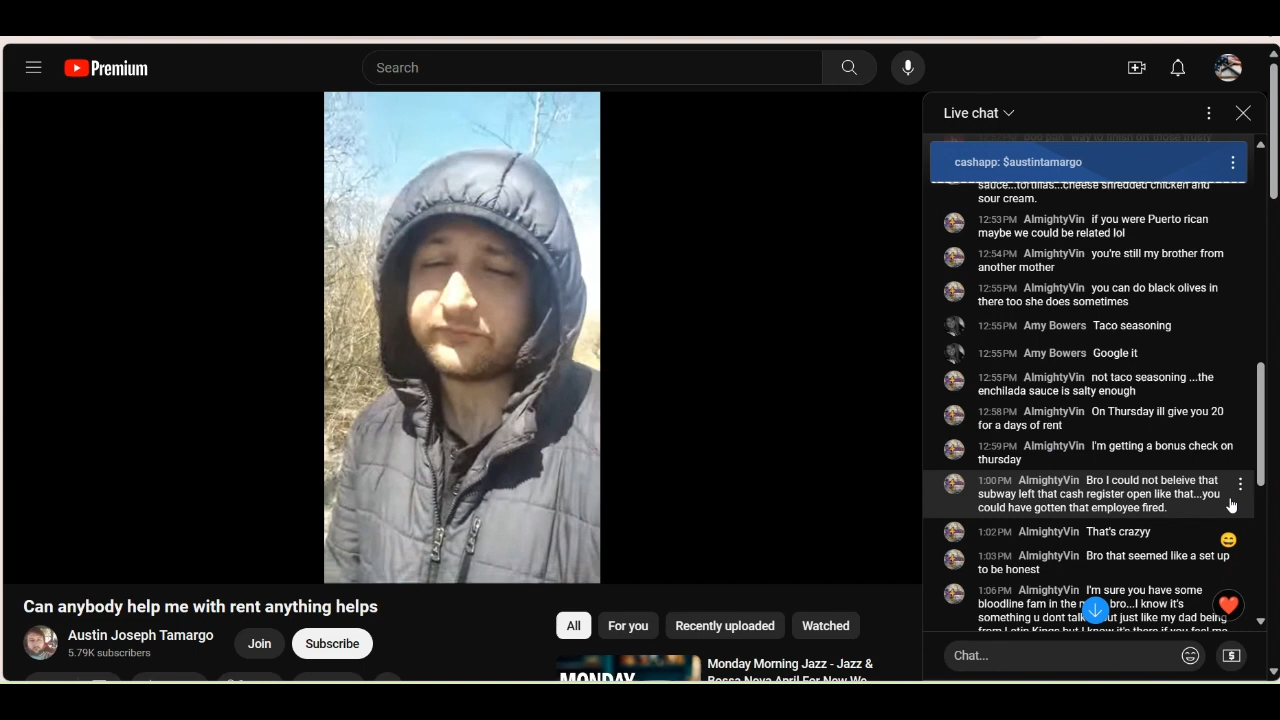 Premium
Search
Live chat
cashapp: $austintamargo
sauce...tortillas...cheese shredded chicken and
sour cream.
12:53 PM AlmightyVin if you were Puerto rican
maybe we could be related lol
12:54 PM AlmightyVin you're still my brother from
another mother
12:55 PM AlmightyVin you can do black olives in
there too she does sometimes
12:55 PM Amy Bowers Taco seasoning
12:55 PM Amy Bowers Google it
12:55 PM AlmightyVin not taco seasoning ...the
enchilada sauce is salty enough
12:58 PM AlmightyVin On Thursday ill give you 20
for a days of rent
12:59 PM AlmightyVin I'm getting a bonus check on
thursday
1:00 PM AlmightyVin Bro I could not beleive that
subway left that cash register open like that...you
could have gotten that employee fired.
1:02 PM AlmightyVin That's crazyy
1:03 PM AlmightyVin Bro that seemed like a set up
to be honest
1:06 PM AlmightyVin I'm sure you have some
bloodline fam in the bro...I know it's
something u dont but just like my dad being
from Latin Kings but I know it's there if you feel me
Chat...
Can anybody help me with rent anything helps
Austin Joseph Tamargo
5.79K subscribers
Join
Subscribe
All
For you
Recently uploaded
Watched
MONDAY
Monday Morning Jazz - Jazz &
Bossa Nova April For New We